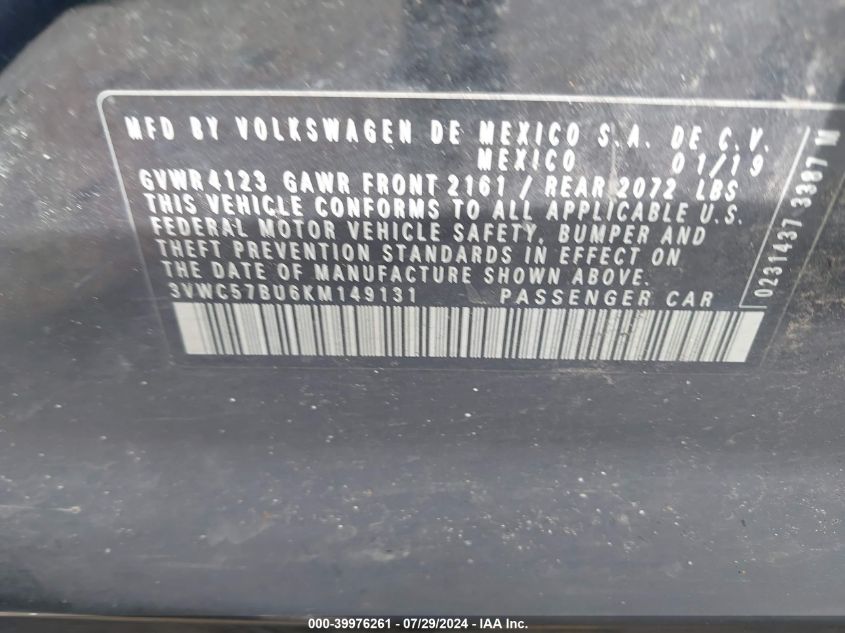 MFD BY VOLKSWAGEN DE MEXICO S.A. DE C.V.
MEXICO 01/19
GVWR 4123 GAWR FRONT 2161 / REAR 2072 LBS
THIS VEHICLE CONFORMS TO ALL APPLICABLE U.S.
FEDERAL MOTOR VEHICLE SAFETY, BUMPER AND
THEFT PREVENTION STANDARDS IN EFFECT ON
THE DATE OF MANUFACTURE SHOWN ABOVE.
3VWC57BU6KM149131 PASSENGER CAR
0231437 3387 M
000-39976261 - 07/29/2024 - IAA Inc.